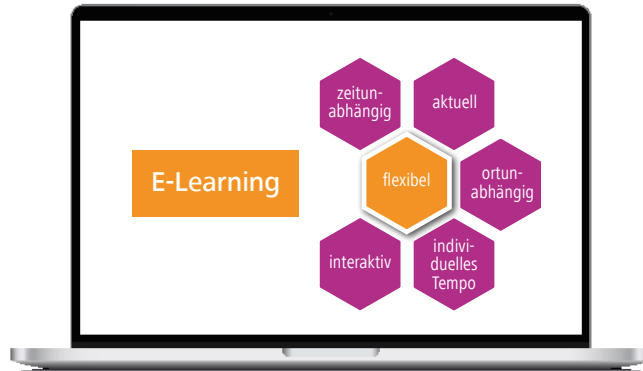 E-Learning
zeitun-
abhängig
aktuell
flexibel
ortun-
abhängig
interaktiv
indivi-
duelles
Tempo